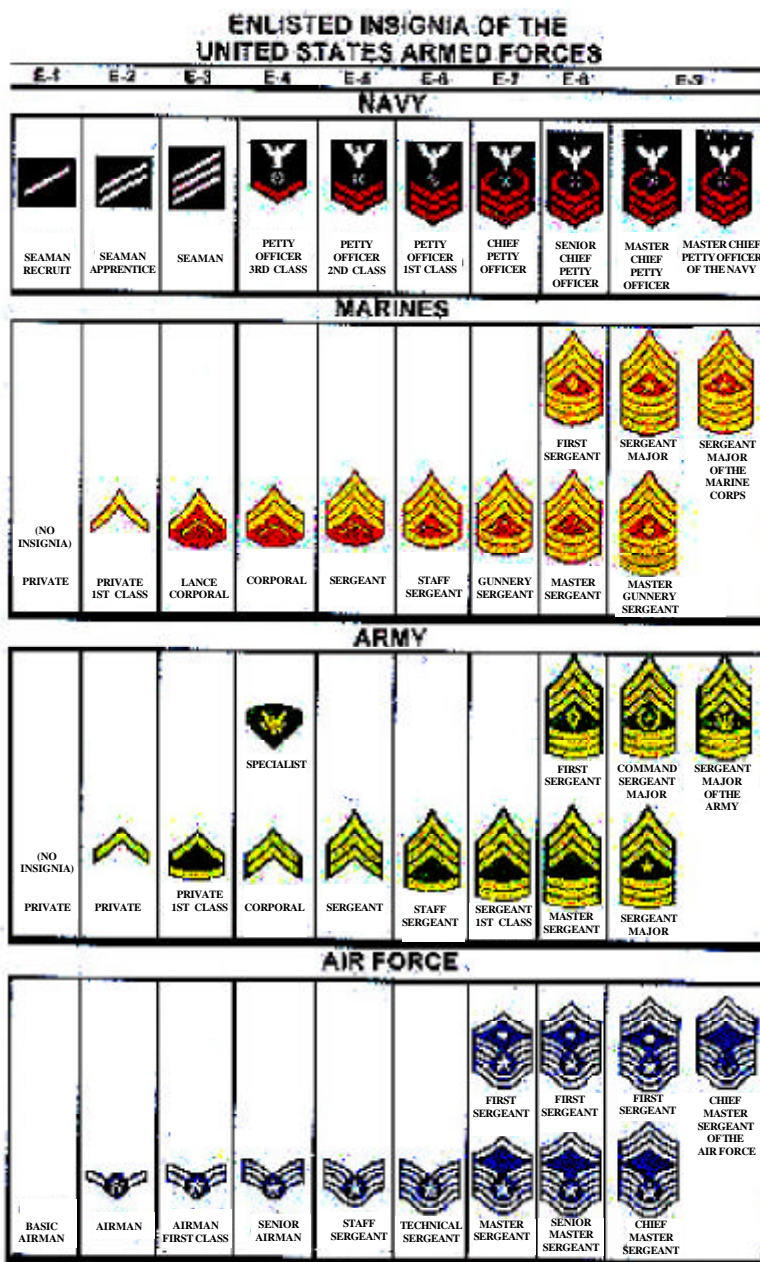 ENLISTED INSIGNIA OF THE
UNITED STATES ARMED FORCES
E-1 E-2 E-3 E-4 E-5 E-6 E-7 E-8 E-9
NAVY
SEAMAN
RECRUIT
SEAMAN
APPRENTICE
SEAMAN
PETTY
OFFICER
3RD CLASS
PETTY
OFFICER
2ND CLASS
PETTY
OFFICER
1ST CLASS
CHIEF
PETTY
OFFICER
SENIOR
CHIEF
PETTY
OFFICER
MASTER
CHIEF
PETTY
OFFICER
MASTER CHIEF
PETTY OFFICER
OF THE NAVY
MARINES
FIRST
SERGEANT
SERGEANT
MAJOR
SERGEANT
MAJOR
OF THE
MARINE
CORPS
(NO
INSIGNIA)
PRIVATE
PRIVATE
1ST CLASS
LANCE
CORPORAL
CORPORAL
SERGEANT
STAFF
SERGEANT
GUNNERY
SERGEANT
MASTER
SERGEANT
MASTER
GUNNERY
SERGEANT
ARMY
SPECIALIST
FIRST
SERGEANT
COMMAND
SERGEANT
MAJOR
SERGEANT
MAJOR
OF THE
ARMY
(NO
INSIGNIA)
PRIVATE
PRIVATE
PRIVATE
1ST CLASS
CORPORAL
SERGEANT
STAFF
SERGEANT
SERGEANT
1ST CLASS
MASTER
SERGEANT
SERGEANT
MAJOR
AIR FORCE
FIRST
SERGEANT
FIRST
SERGEANT
FIRST
SERGEANT
CHIEF
MASTER
SERGEANT
OF THE
AIR FORCE
BASIC
AIRMAN
AIRMAN
AIRMAN
FIRST CLASS
SENIOR
AIRMAN
STAFF
SERGEANT
TECHNICAL
SERGEANT
MASTER
SERGEANT
SENIOR
MASTER
SERGEANT
CHIEF
MASTER
SERGEANT